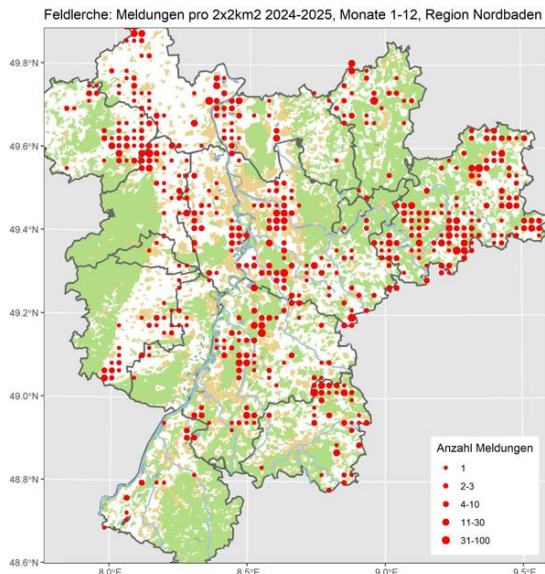 Feldlerche: Meldungen pro 2x2km2 2024-2025, Monate 1-12, Region Nordbaden
49.8°N
49.6°N
49.4°N
49.2°N
49.0°N
48.8°N
48.6°N
Anzahl Meldungen
1
2-3
4-10
11-30
31-100
8.0°E
8.5°E
9.0°E
9.5°E